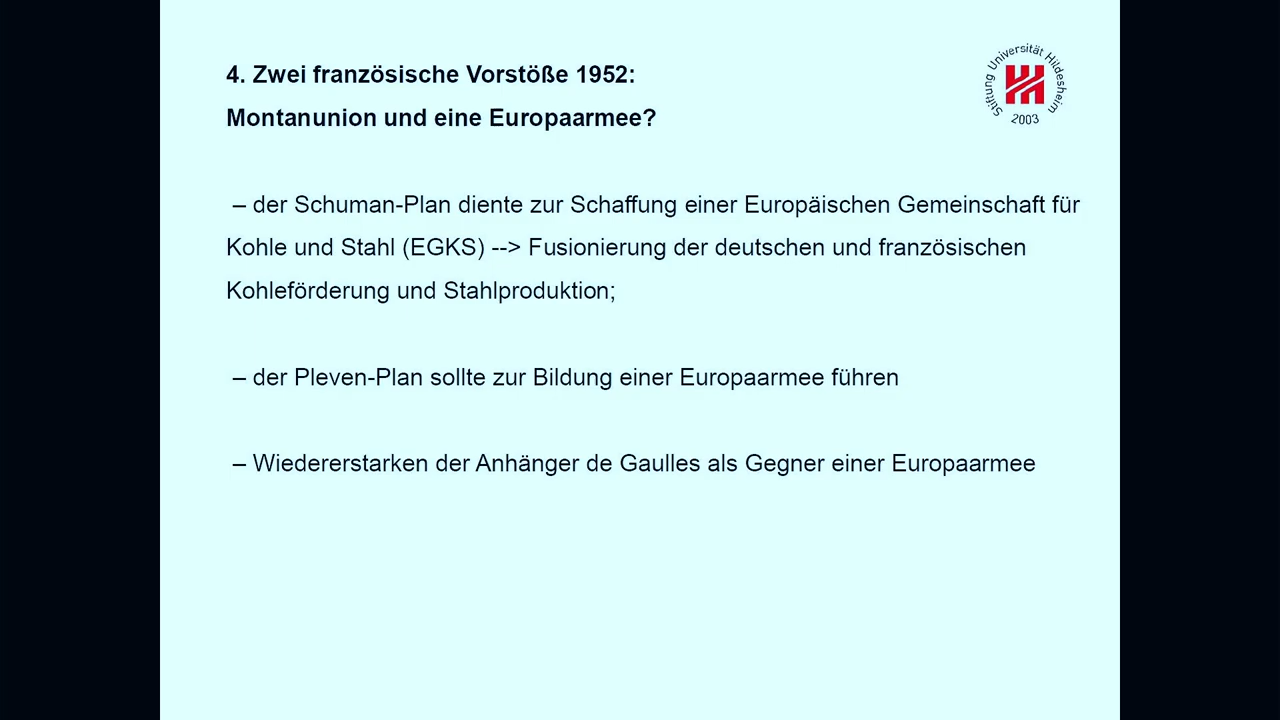 4. Zwei französische Vorstöße 1952:
Montanunion und eine Europaarmee?
Stiftung Universität Hildesheim
2003
– der Schuman-Plan diente zur Schaffung einer Europäischen Gemeinschaft für
Kohle und Stahl (EGKS) --> Fusionierung der deutschen und französischen
Kohleförderung und Stahlproduktion;
– der Pleven-Plan sollte zur Bildung einer Europaarmee führen
– Wiedererstarken der Anhänger de Gaulles als Gegner einer Europaarmee